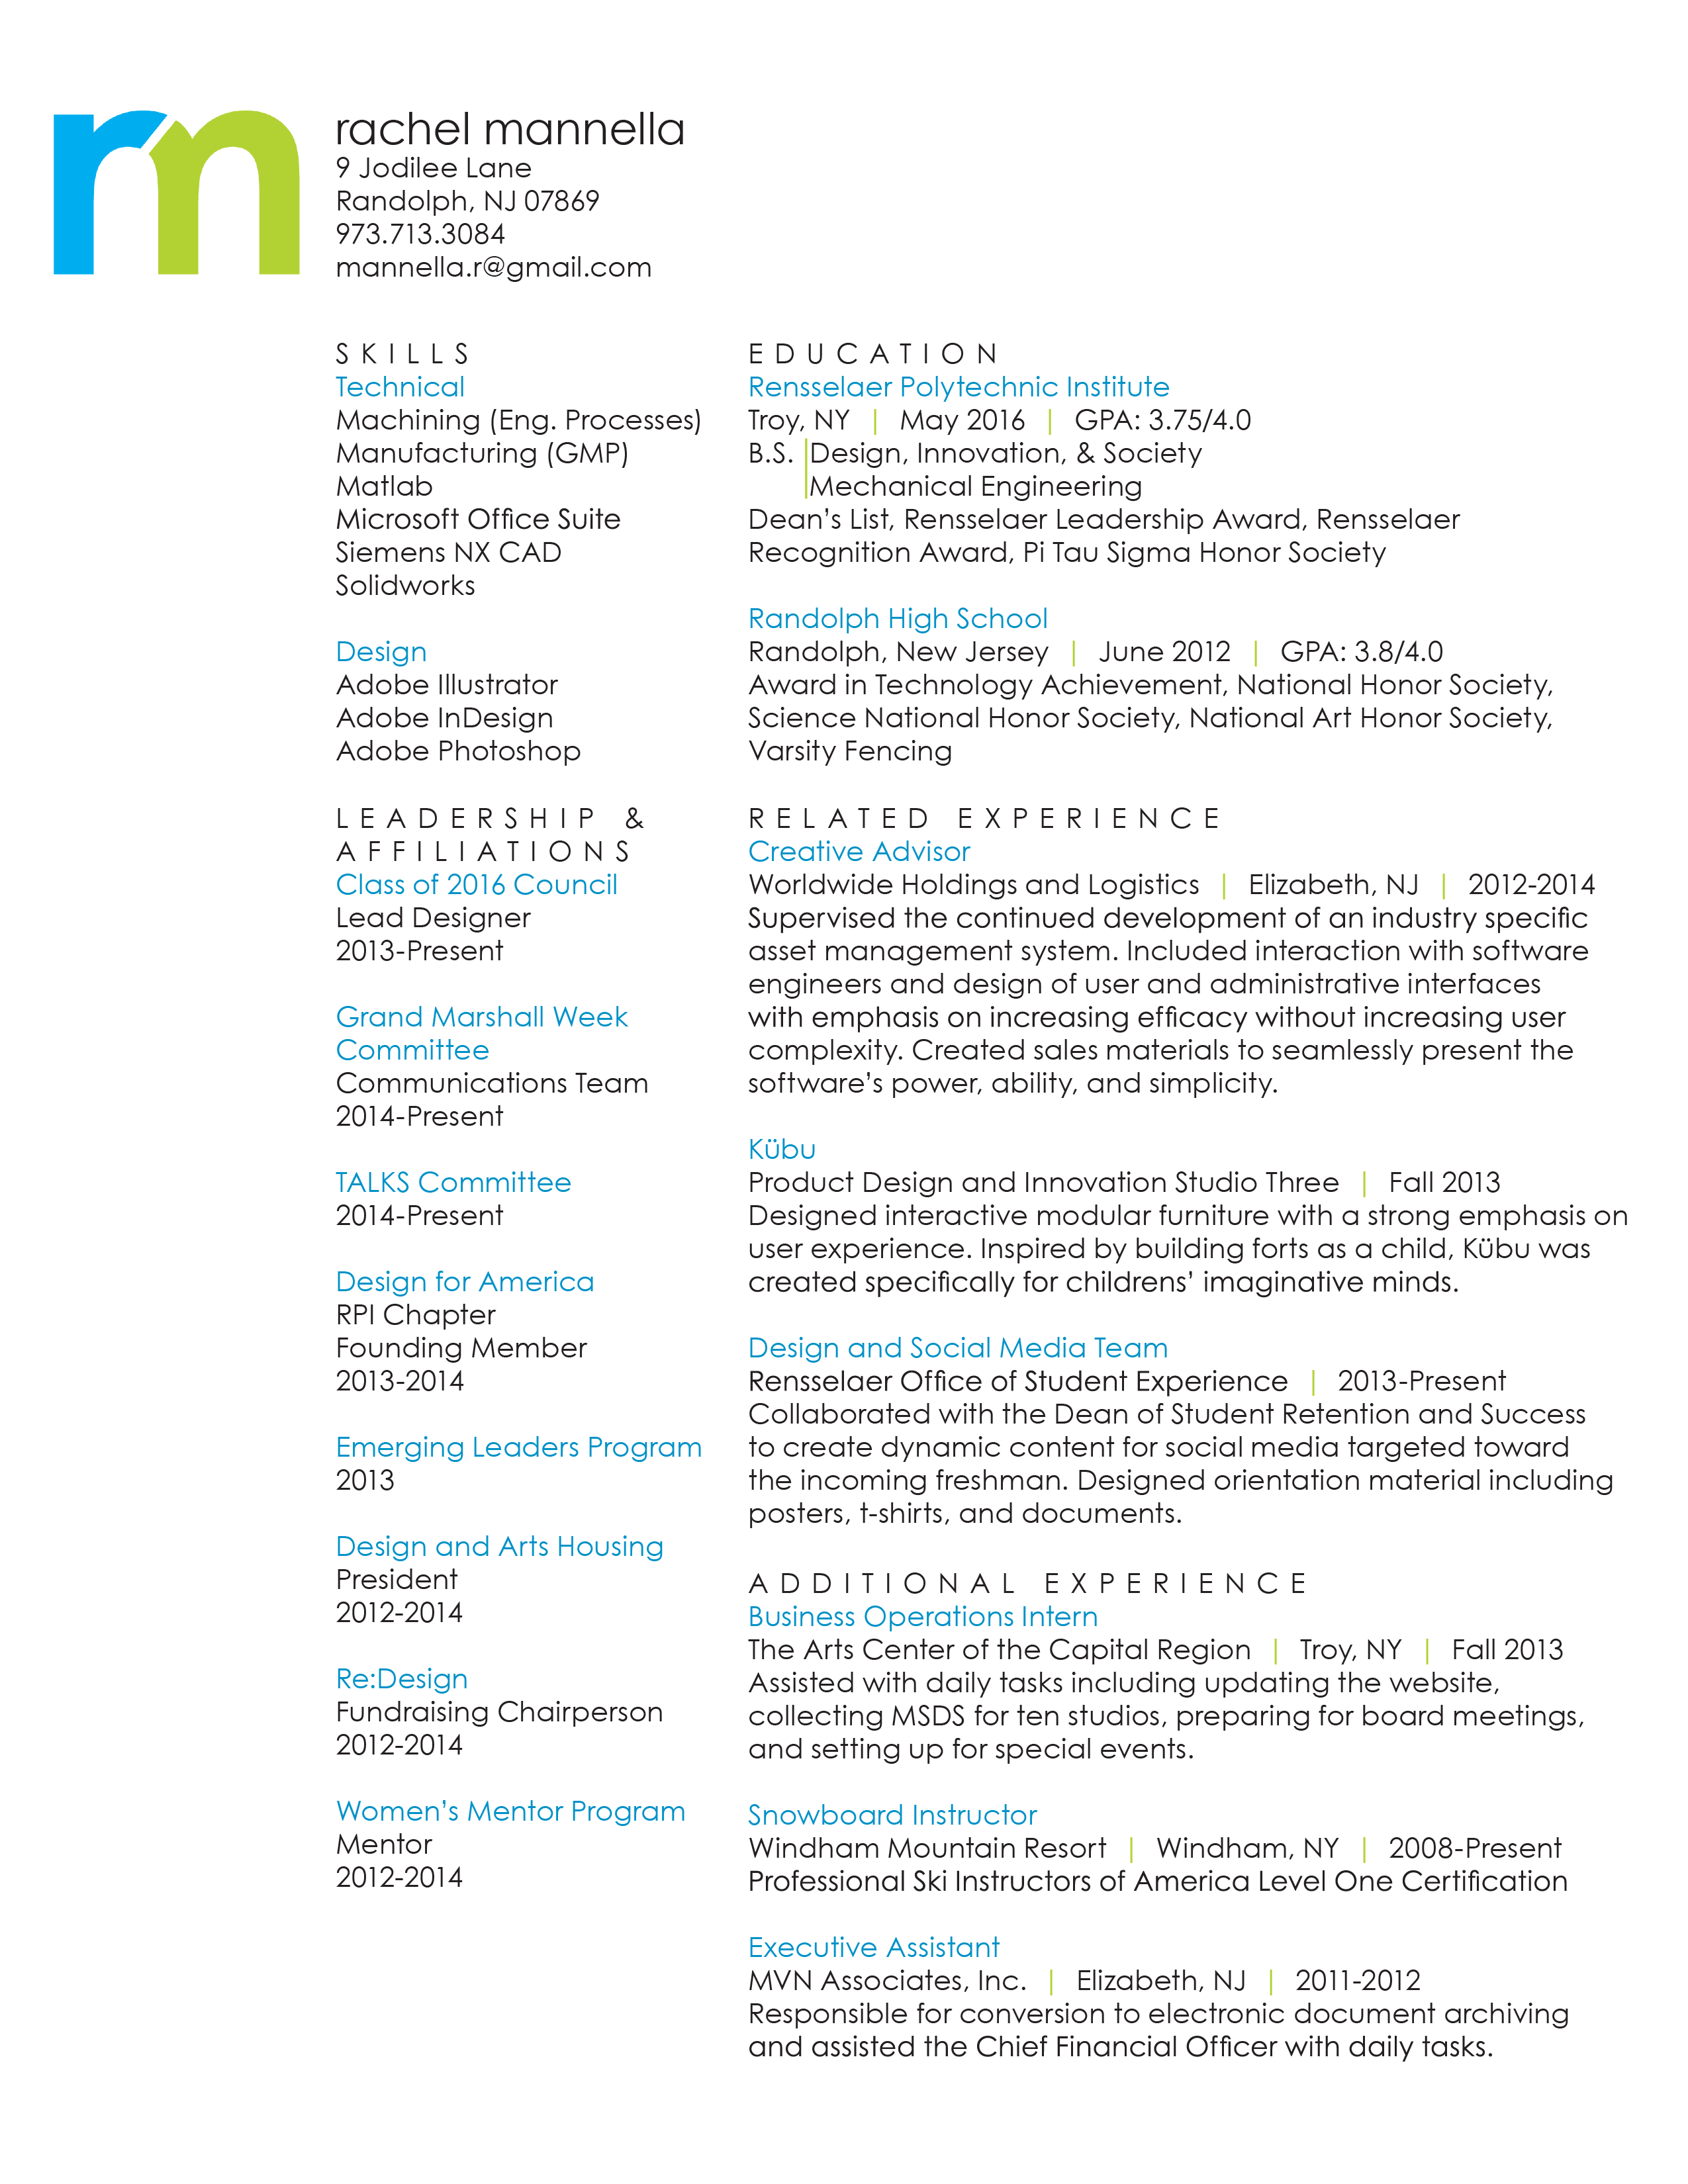 rm
rachel mannella
9 Jodilee Lane
Randolph, NJ 07869
973.713.3084
mannella.r@gmail.com
SKILLS
Technical
Machining (Eng. Processes)
Manufacturing (GMP)
Matlab
Microsoft Office Suite
Siemens NX CAD
Solidworks
Design
Adobe Illustrator
Adobe InDesign
Adobe Photoshop
LEADERSHIP &
AFFILIATIONS
Class of 2016 Council
Lead Designer
2013-Present
Grand Marshall Week
Committee
Communications Team
2014-Present
TALKS Committee
2014-Present
Design for America
RPI Chapter
Founding Member
2013-2014
Emerging Leaders Program
2013
Design and Arts Housing
President
2012-2014
Re:Design
Fundraising Chairperson
2012-2014
Women's Mentor Program
Mentor
2012-2014
EDUCATION
Rensselaer Polytechnic Institute
Troy, NY | May 2016 | GPA: 3.75/4.0
B.S. |Design, Innovation, & Society
Mechanical Engineering
Dean's List, Rensselaer Leadership Award, Rensselaer
Recognition Award, Pi Tau Sigma Honor Society
Randolph High School
Randolph, New Jersey | June 2012 | GPA: 3.8/4.0
Award in Technology Achievement, National Honor Society,
Science National Honor Society, National Art Honor Society,
Varsity Fencing
RELATED EXPERIENCE
Creative Advisor
Worldwide Holdings and Logistics | Elizabeth, NJ | 2012-2014
Supervised the continued development of an industry specific
asset management system. Included interaction with software
engineers and design of user and administrative interfaces
with emphasis on increasing efficacy without increasing user
complexity. Created sales materials to seamlessly present the
software's power, ability, and simplicity.
Kübu
Product Design and Innovation Studio Three | Fall 2013
Designed interactive modular furniture with a strong emphasis on
user experience. Inspired by building forts as a child, Kübu was
created specifically for childrens' imaginative minds.
Design and Social Media Team
Rensselaer Office of Student Experience | 2013-Present
Collaborated with the Dean of Student Retention and Success
to create dynamic content for social media targeted toward
the incoming freshman. Designed orientation material including
posters, t-shirts, and documents.
ADDITIONAL EXPERIENCE
Business Operations Intern
The Arts Center of the Capital Region | Troy, NY | Fall 2013
Assisted with daily tasks including updating the website,
collecting MSDS for ten studios, preparing for board meetings,
and setting up for special events.
Snowboard Instructor
Windham Mountain Resort | Windham, NY | 2008-Present
Professional Ski Instructors of America Level One Certification
Executive Assistant
MVN Associates, Inc. | Elizabeth, NJ | 2011-2012
Responsible for conversion to electronic document archiving
and assisted the Chief Financial Officer with daily tasks.